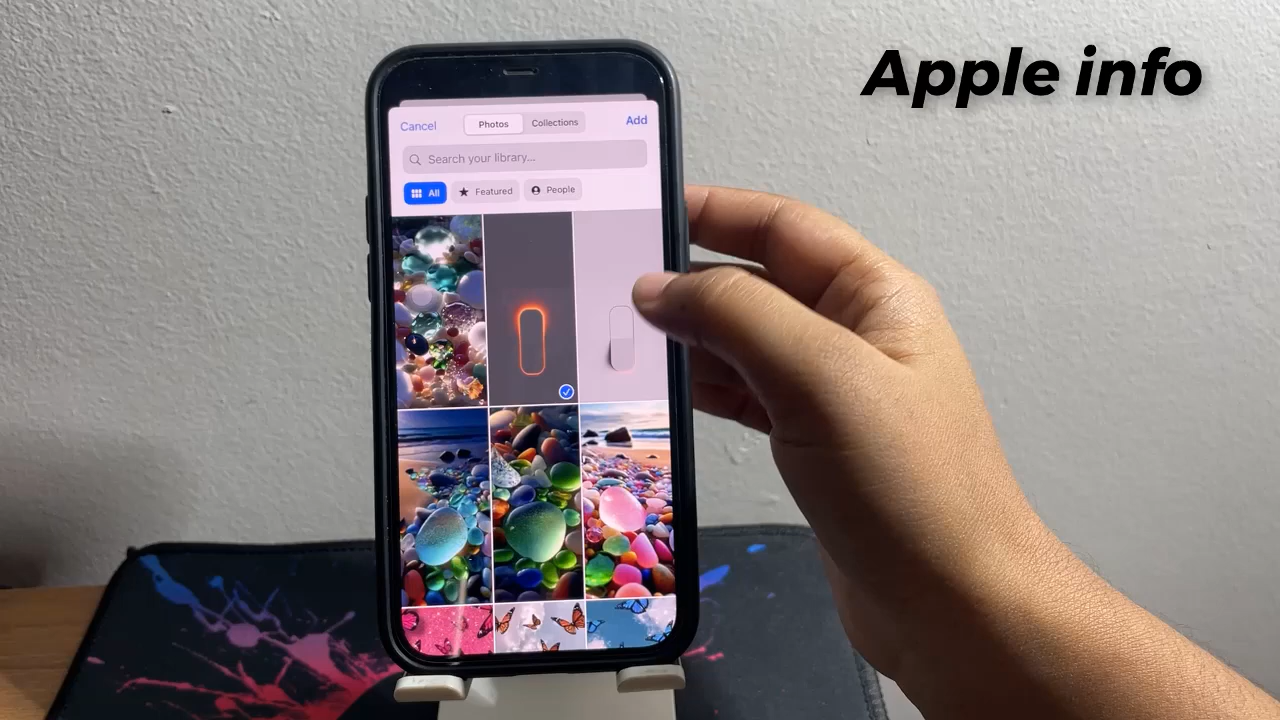 Apple info
Cancel
Photos
Collections
Add
Search your library...
All
Featured
People